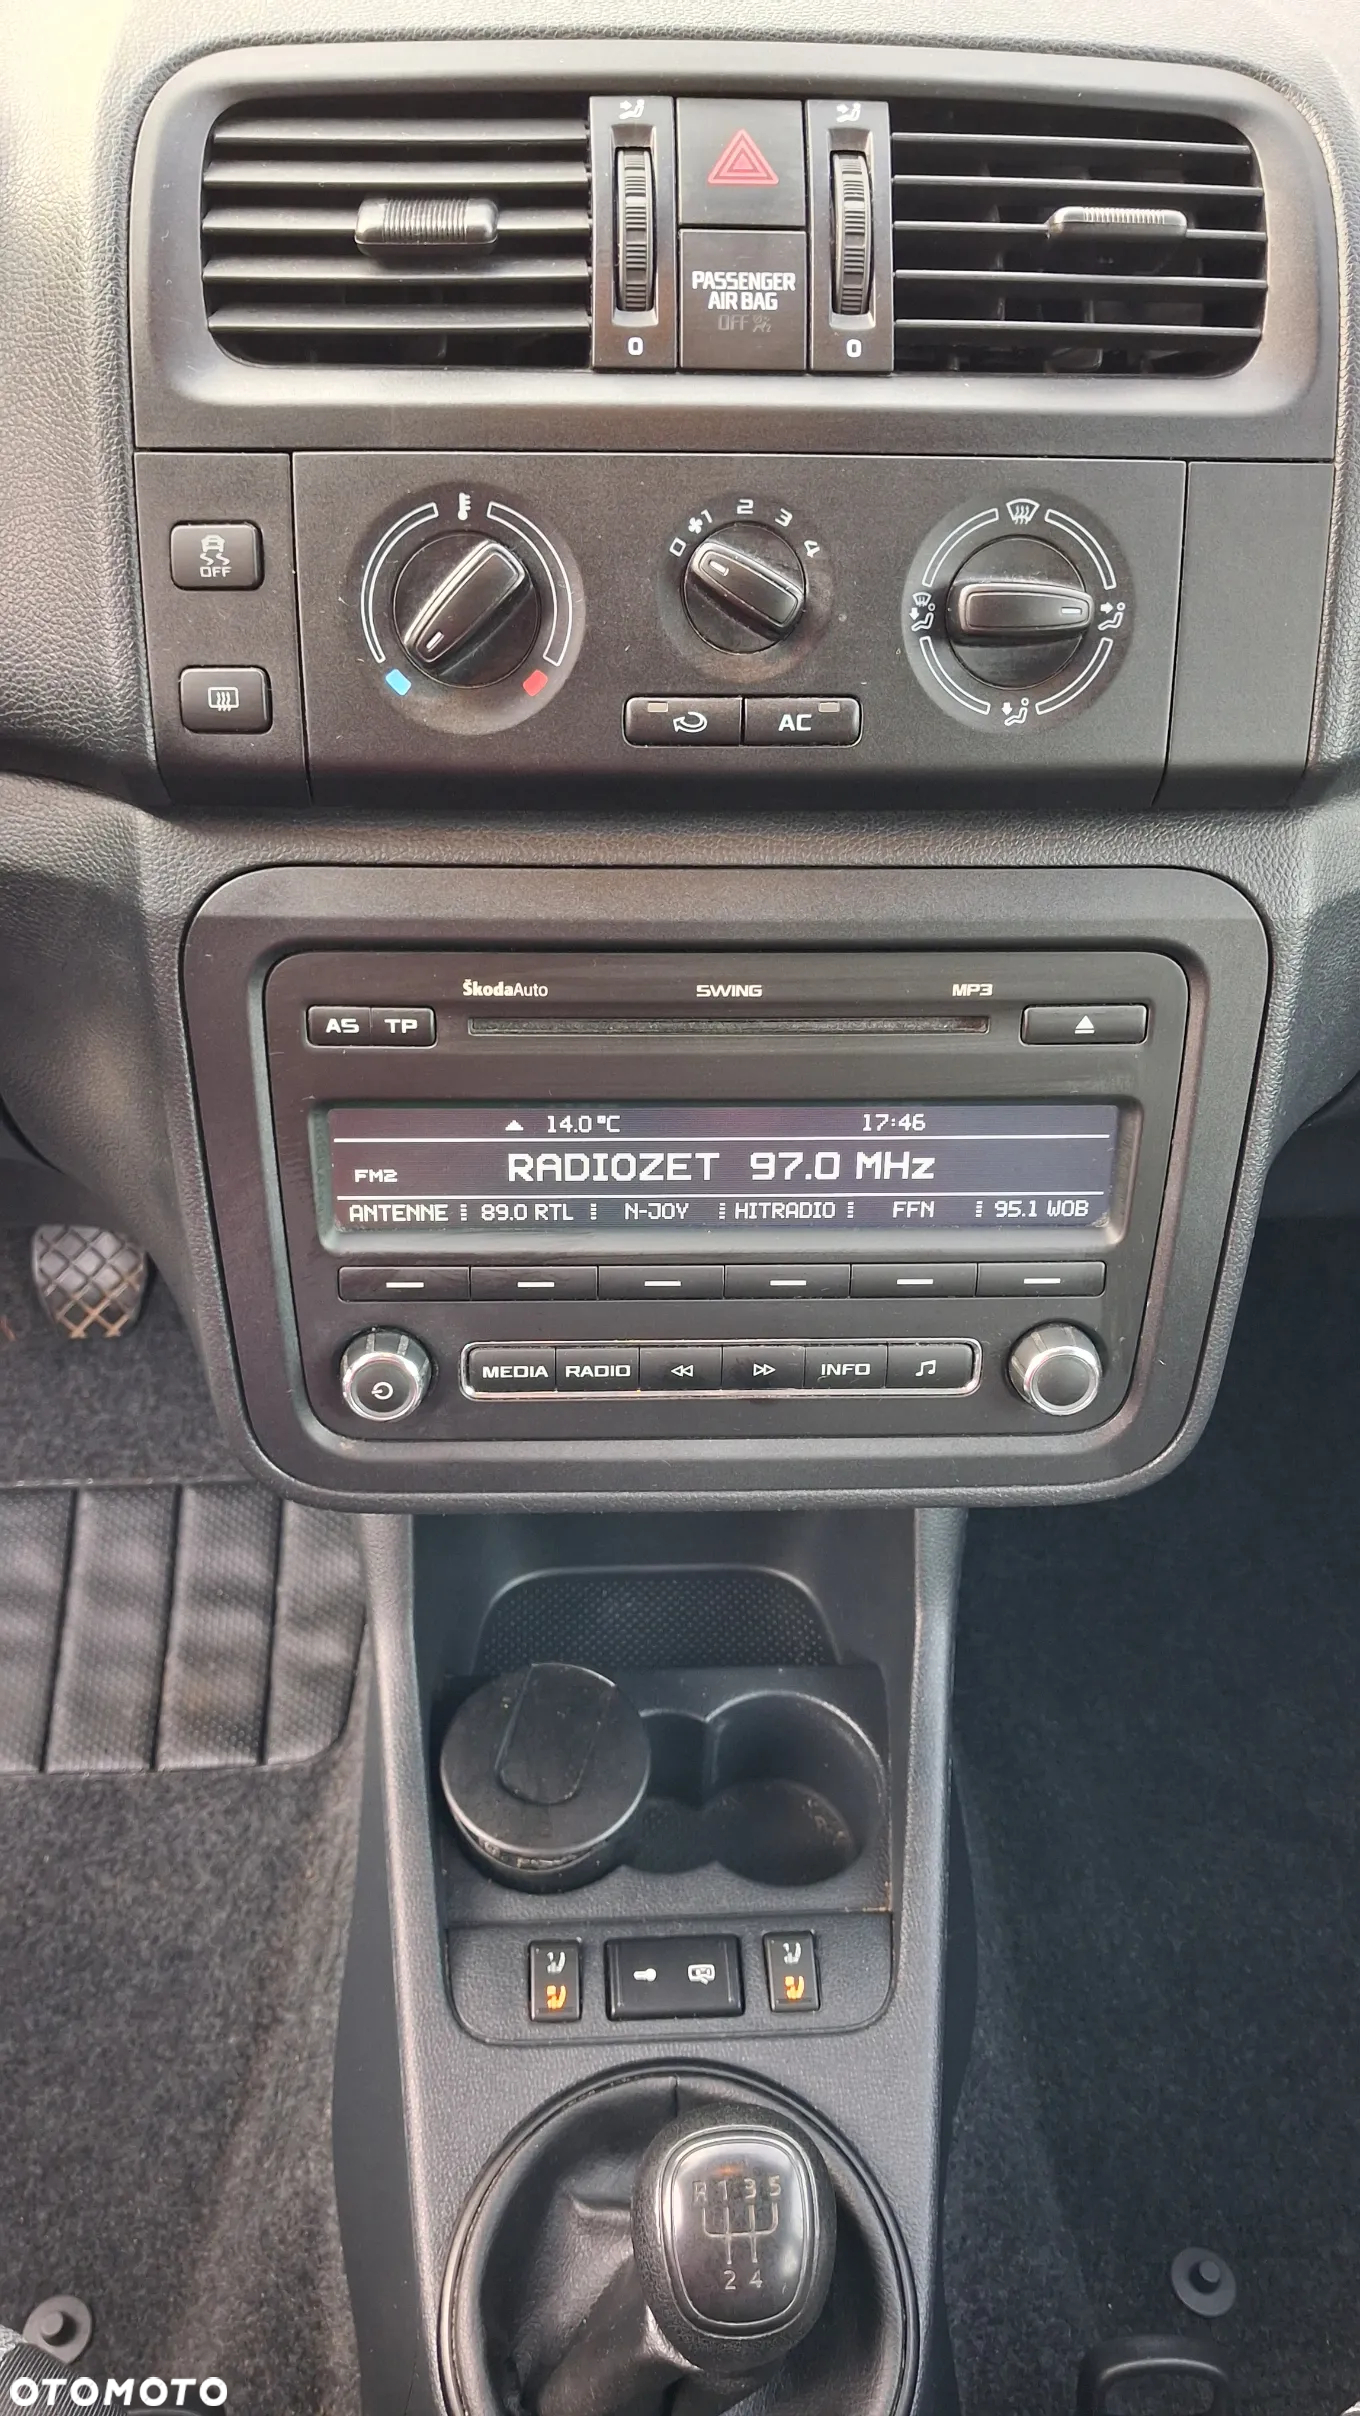 PASSENGER
AIR BAG
OFF
0
0
OFF
0 1 2 3 4
AC
ŠkodaAuto SWING MP3
AS TP
14.0°C 17:46
FM2 RADIOZET 97.0 MHz
ANTENNE 89.0 RTL N-JOY HITRADIO FFN 95.1 WOB
MEDIA RADIO INFO
R 1 3 5
2 4
OTOMOTO